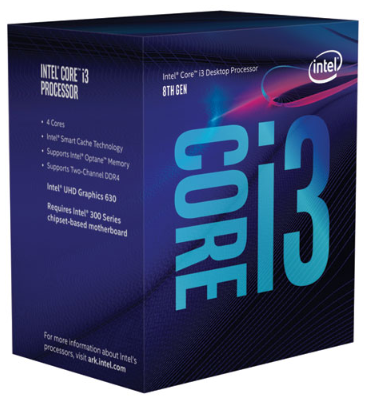 INTEL® CORE™ i3
PROCESSOR
• 4 Cores
• Intel® Smart Cache Technology
• Supports Intel® Optane™ Memory
• Supports Two-Channel DDR4
Intel® UHD Graphics 630
Requires Intel® 300 Series
chipset-based motherboard
For more information about Intel's
processors, visit ark.intel.com
Intel® Core™ i3 Desktop Processor
8TH GEN
intel
CORE
i3